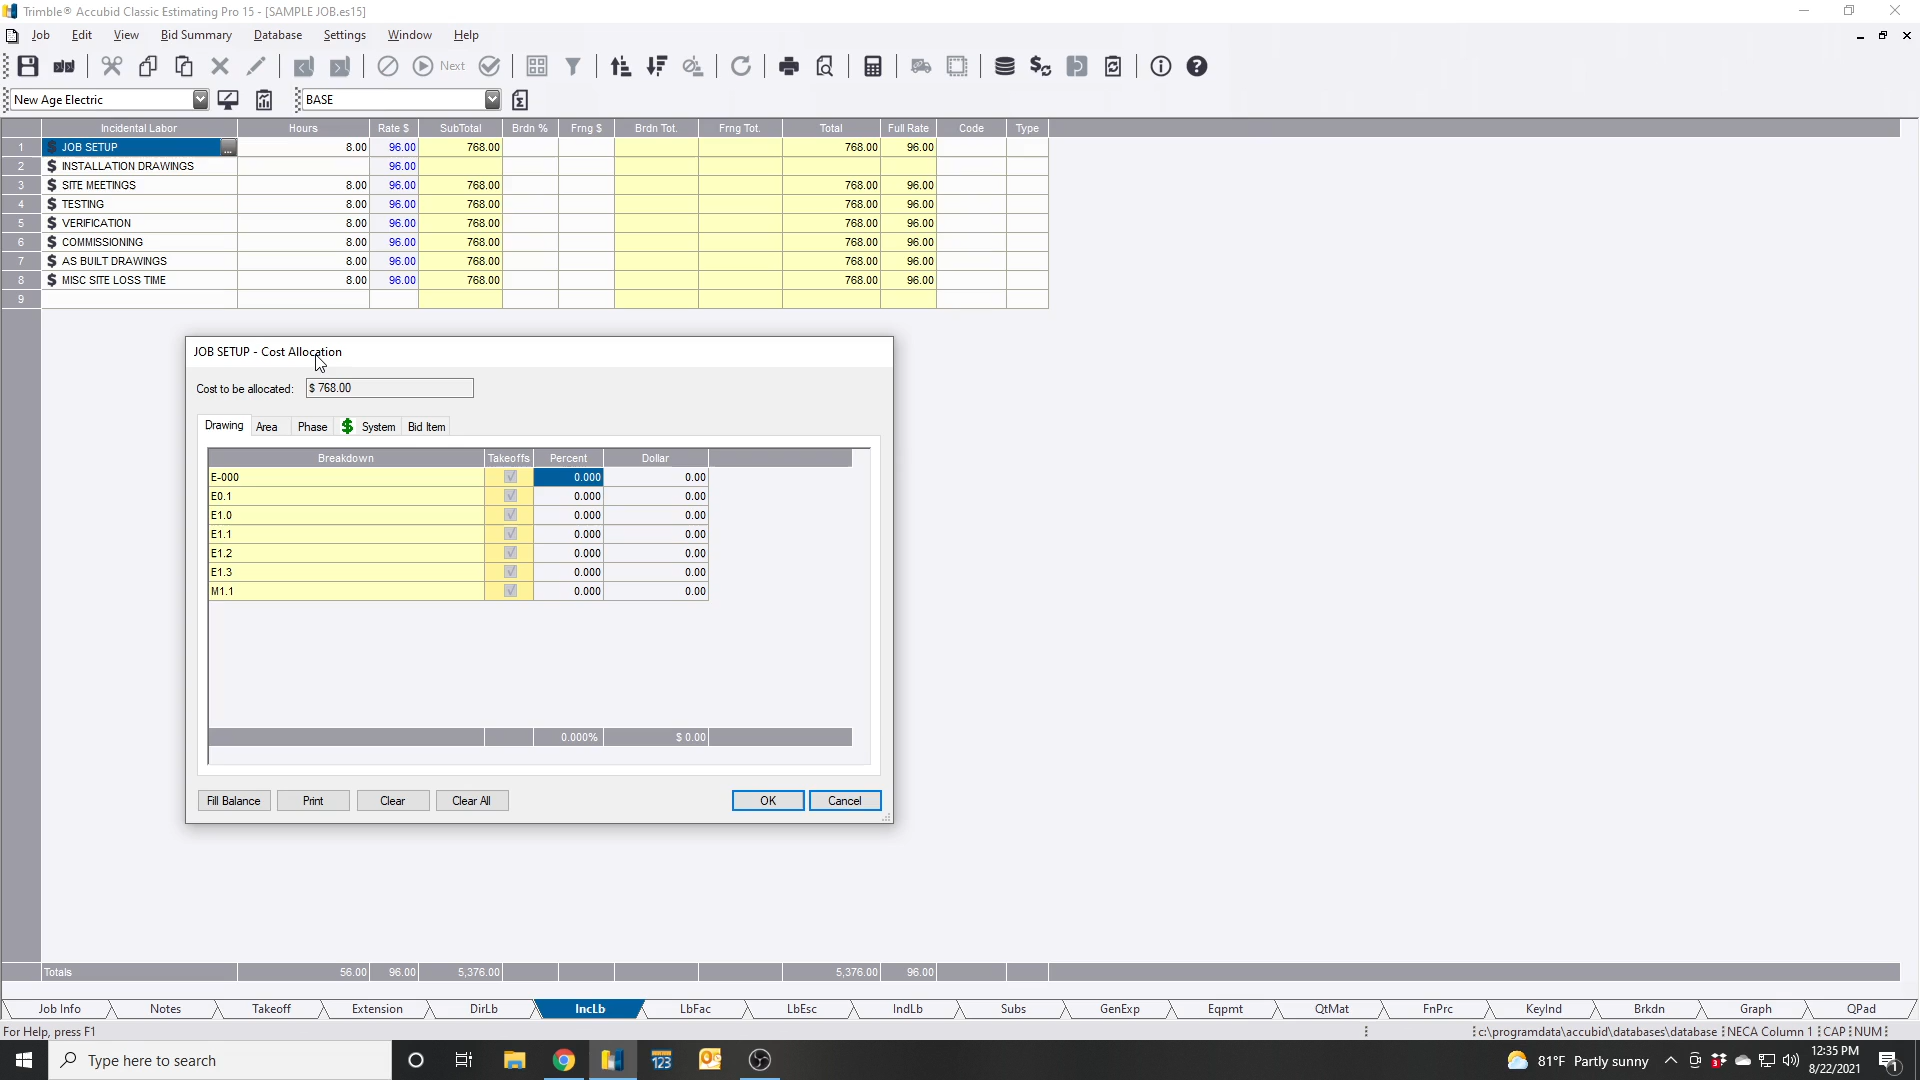 Trimble® Accubid Classic Estimating Pro 15 - [SAMPLE JOB.es15]
Job Edit View Bid Summary Database Settings Window Help
Next
New Age Electric BASE
Incidental Labor Hours Rate $ SubTotal Brdn % Frng $ Brdn Tot. Frng Tot. Total Full Rate Code Type
1 $ JOB SETUP ... 8.00 96.00 768.00 768.00 96.00
2 $ INSTALLATION DRAWINGS 96.00
3 $ SITE MEETINGS 8.00 96.00 768.00 768.00 96.00
4 $ TESTING 8.00 96.00 768.00 768.00 96.00
5 $ VERIFICATION 8.00 96.00 768.00 768.00 96.00
6 $ COMMISSIONING 8.00 96.00 768.00 768.00 96.00
7 $ AS BUILT DRAWINGS 8.00 96.00 768.00 768.00 96.00
8 $ MISC SITE LOSS TIME 8.00 96.00 768.00 768.00 96.00
9
JOB SETUP - Cost Allocation
Cost to be allocated: $ 768.00
Drawing Area Phase $ System Bid Item
Breakdown Takeoffs Percent Dollar
E-000 0.000 0.00
E0.1 0.000 0.00
E1.0 0.000 0.00
E1.1 0.000 0.00
E1.2 0.000 0.00
E1.3 0.000 0.00
M1.1 0.000 0.00
0.000% $ 0.00
Fill Balance Print Clear Clear All OK Cancel
Totals 56.00 96.00 5,376.00 5,376.00 96.00
Job Info Notes Takeoff Extension DirLb IncLb LbFac LbEsc IndLb Subs GenExp Eqpmt QtMat FnPrc KeyInd Brkdn Graph QPad
For Help, press F1 c:\programdata\accubid\databases\database NECA Column 1 CAP NUM
Type here to search 123 81°F Partly sunny 12:35 PM
8/22/2021 1